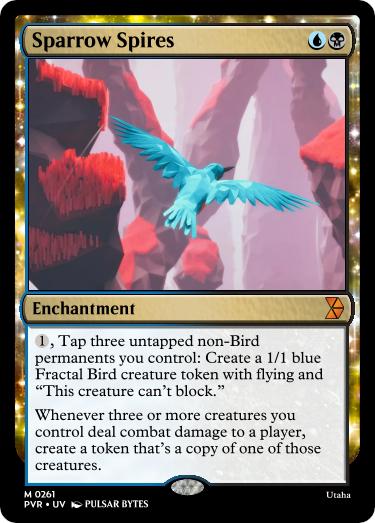 Sparrow Spires
Enchantment
1, Tap three untapped non-Bird
permanents you control: Create a 1/1 blue
Fractal Bird creature token with flying and
“This creature can't block.”
Whenever three or more creatures you
control deal combat damage to a player,
create a token that's a copy of one of those
creatures.
M 0261
PVR • UV PULSAR BYTES
Utaha